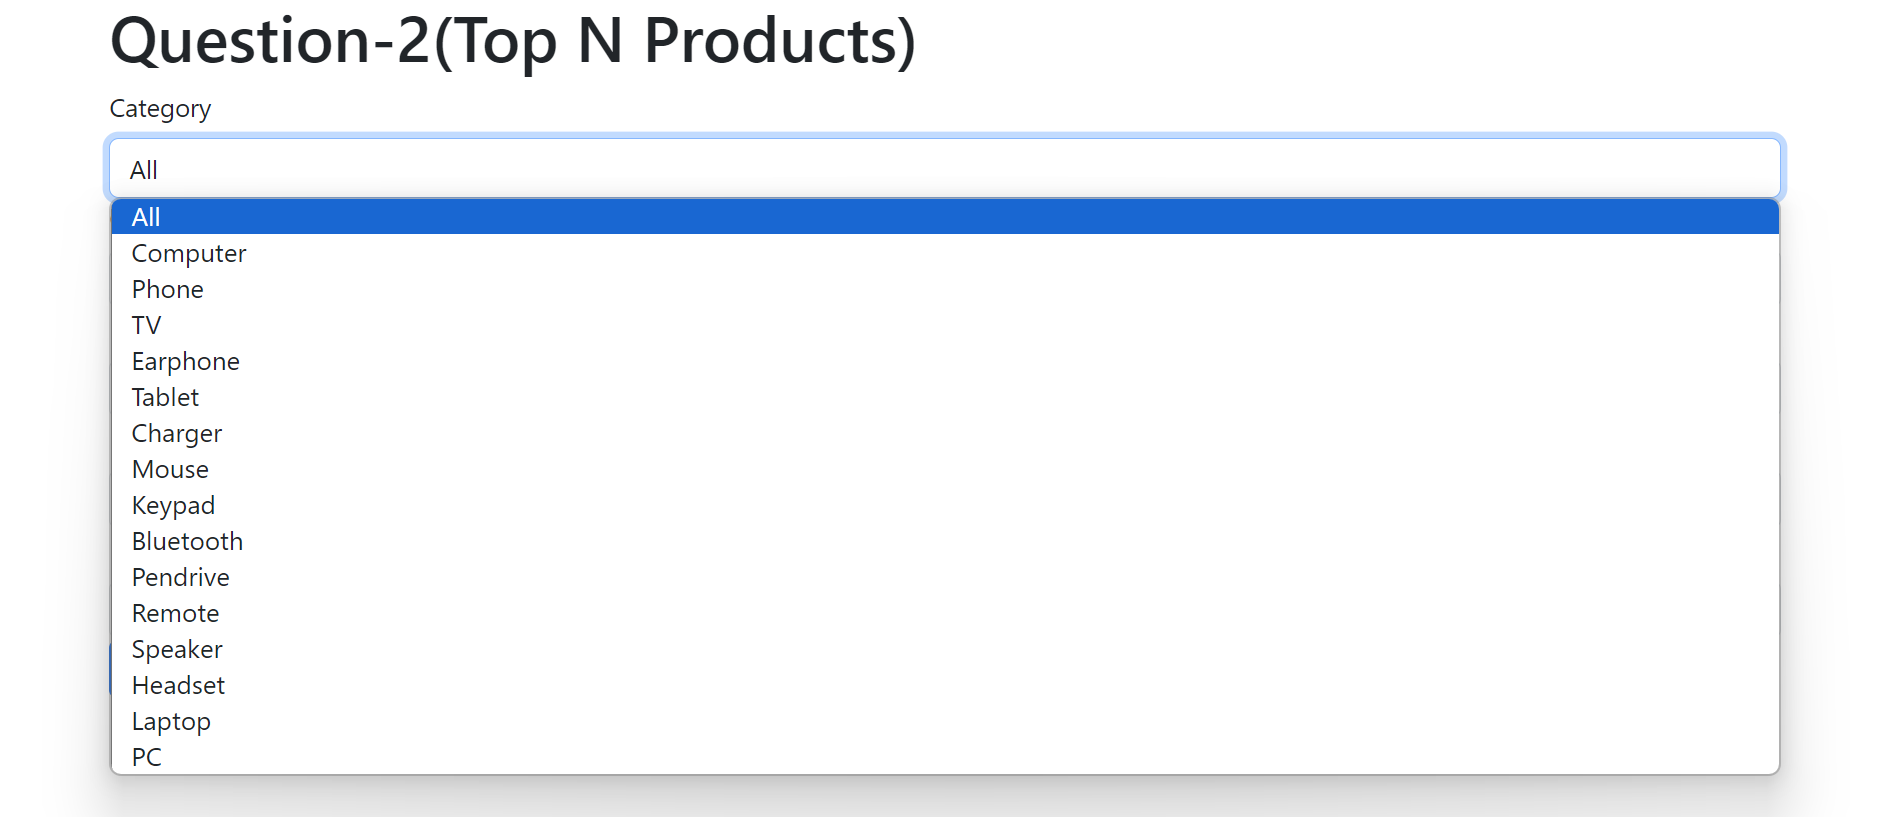 Question-2(Top N Products)
Category
All
All
Computer
Phone
TV
Earphone
Tablet
Charger
Mouse
Keypad
Bluetooth
Pendrive
Remote
Speaker
Headset
Laptop
PC